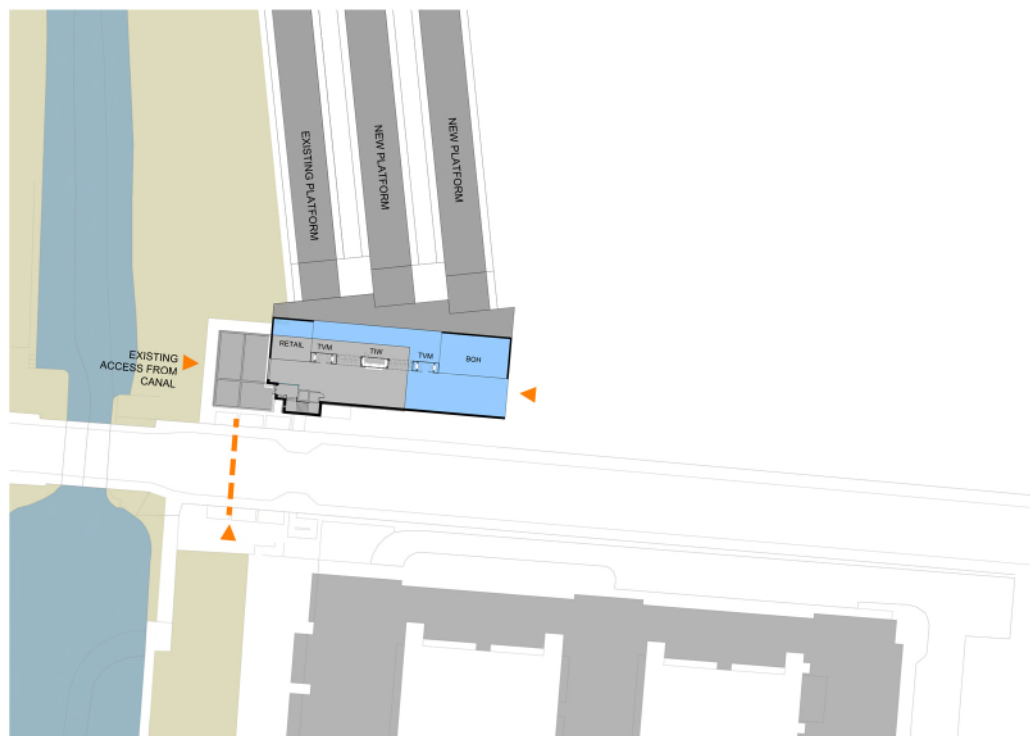 EXISTING PLATFORM
NEW PLATFORM
NEW PLATFORM
EXISTING
ACCESS FROM
CANAL
RETAIL
TVM
TIW
TVM
BOH